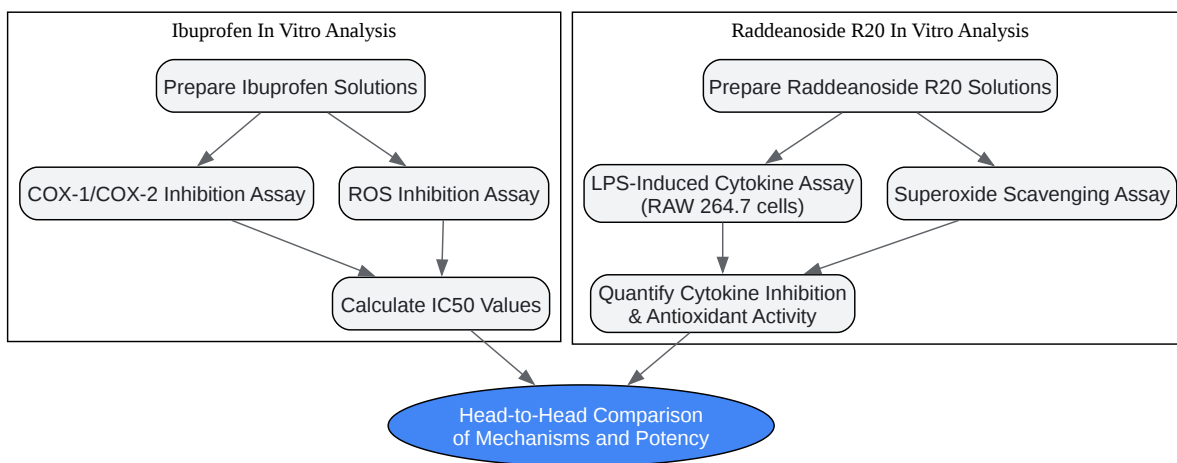 Ibuprofen In Vitro Analysis
Prepare Ibuprofen Solutions
COX-1/COX-2 Inhibition Assay
ROS Inhibition Assay
Calculate IC50 Values
Raddeanoside R20 In Vitro Analysis
Prepare Raddeanoside R20 Solutions
LPS-Induced Cytokine Assay
(RAW 264.7 cells)
Superoxide Scavenging Assay
Quantify Cytokine Inhibition
& Antioxidant Activity
Head-to-Head Comparison
of Mechanisms and Potency